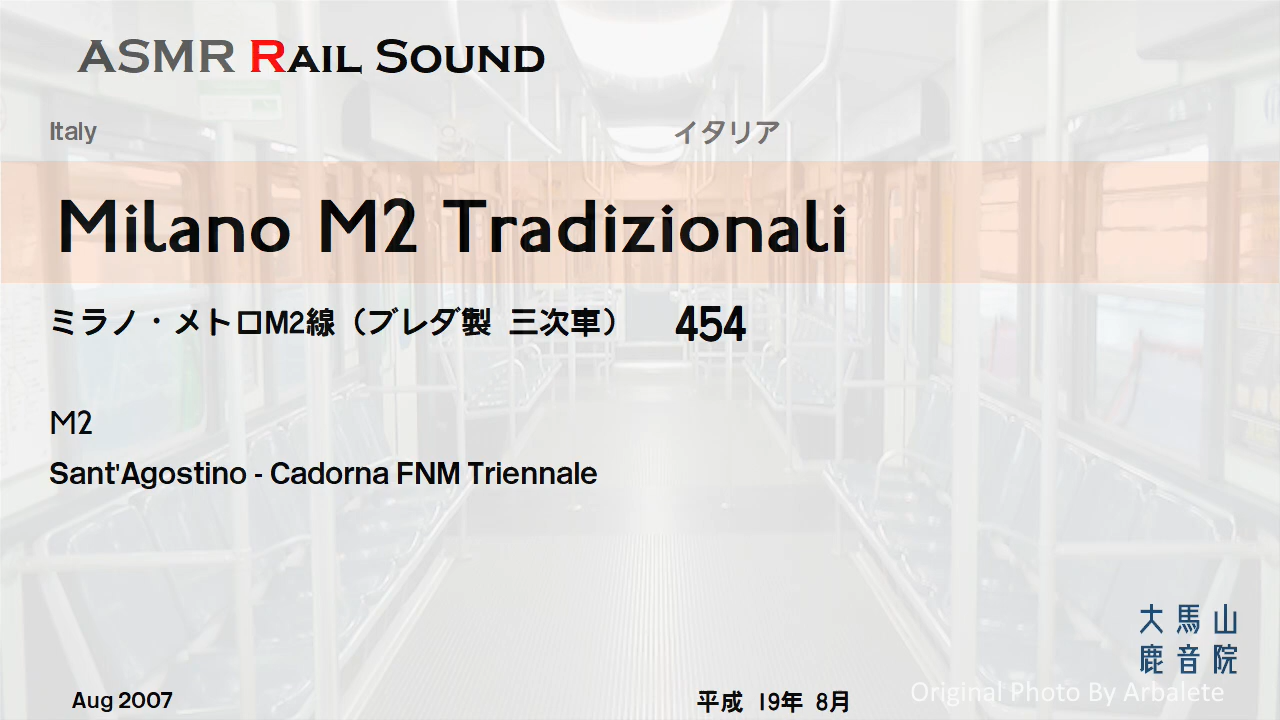 ASMR RAIL SOUND
Italy イタリア
Milano M2 Tradizionali
ミラノ・メトロM2線（ブレダ製 三次車） 454
M2
Sant'Agostino - Cadorna FNM Triennale
大馬山
鹿音院
Original Photo By Arbalete
Aug 2007 平成 19年 8月